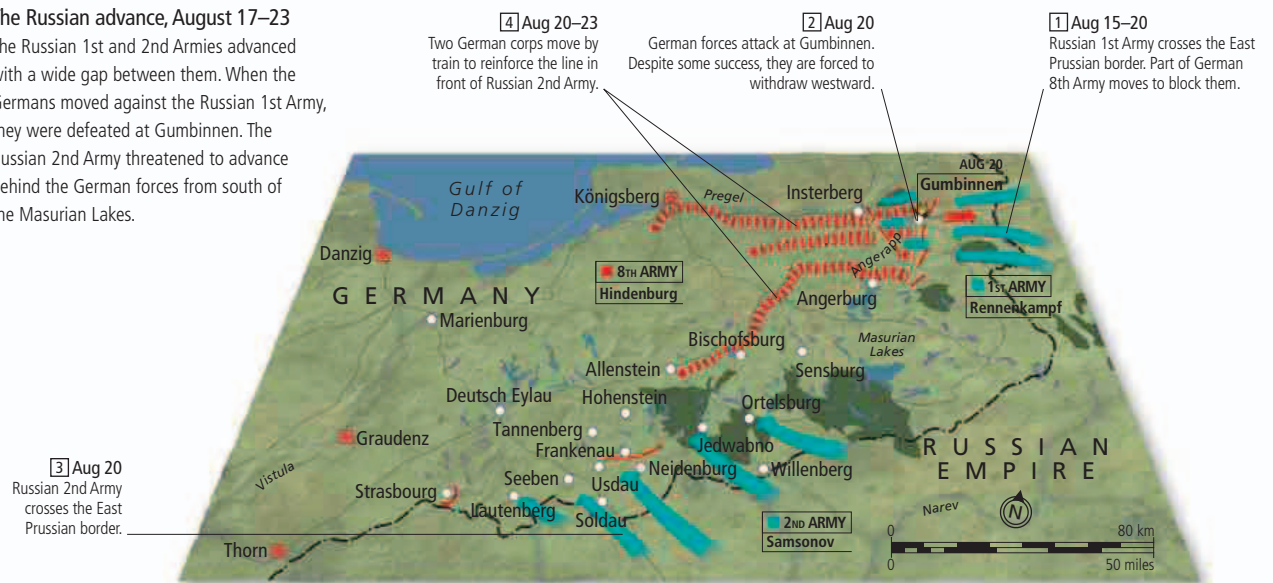 he Russian advance, August 17–23
he Russian 1st and 2nd Armies advanced
with a wide gap between them. When the
Germans moved against the Russian 1st Army,
hey were defeated at Gumbinnen. The
ussian 2nd Army threatened to advance
ehind the German forces from south of
he Masurian Lakes.
4 Aug 20–23
Two German corps move by
train to reinforce the line in
front of Russian 2nd Army.
2 Aug 20
German forces attack at Gumbinnen.
Despite some success, they are forced to
withdraw westward.
1 Aug 15–20
Russian 1st Army crosses the East
Prussian border. Part of German
8th Army moves to block them.
AUG 20
Gumbinnen
Gulf of
Danzig
Königsberg
Pregel
Insterberg
Danzig
Angerapp
8TH ARMY
Hindenburg
GERMANY
Angerburg
1ST ARMY
Rennenkampf
Marienburg
Bischofsburg
Masurian
Lakes
Allenstein
Sensburg
Deutsch Eylau
Hohenstein
Ortelsburg
Tannenberg
Graudenz
Jedwabno
Frankenau
RUSSIAN
EMPIRE
Neidenburg
Willenberg
Vistula
Seeben
Usdau
Strasbourg
Lautenberg
Soldau
3 Aug 20
Russian 2nd Army
crosses the East
Prussian border.
2ND ARMY
Samsonov
Narev
N
Thorn
0
80 km
0
50 miles